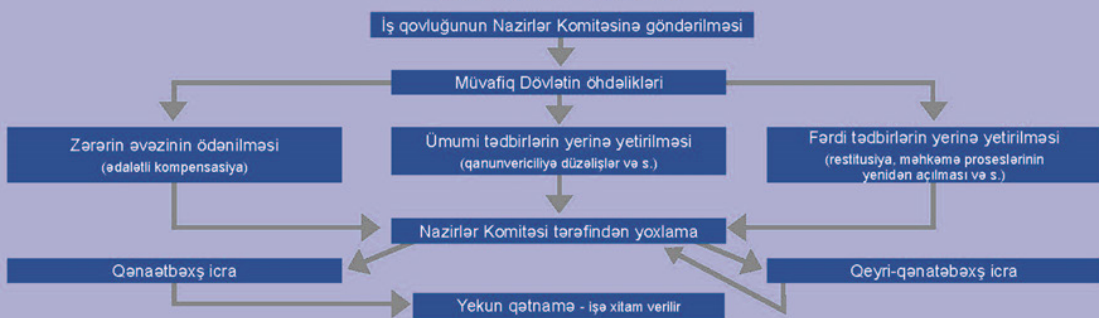 İş qovluğunun Nazirlər Komitəsinə göndərilməsi
Müvafiq Dövlətin öhdəlikləri
Zərərin əvəzinin ödənilməsi
(ədalətli kompensasiya)
Ümumi tədbirlərin yerinə yetirilməsi
(qanunvericiliyə düzəlişlər və s.)
Fərdi tədbirlərin yerinə yetirilməsi
(restitusiya, məhkəmə proseslərinin
yenidən açılması və s.)
Nazirlər Komitəsi tərəfindən yoxlama
Qənaətbəxş icra
Qeyri-qənatəbəxş icra
Yekun qətnamə - işə xitam verilir